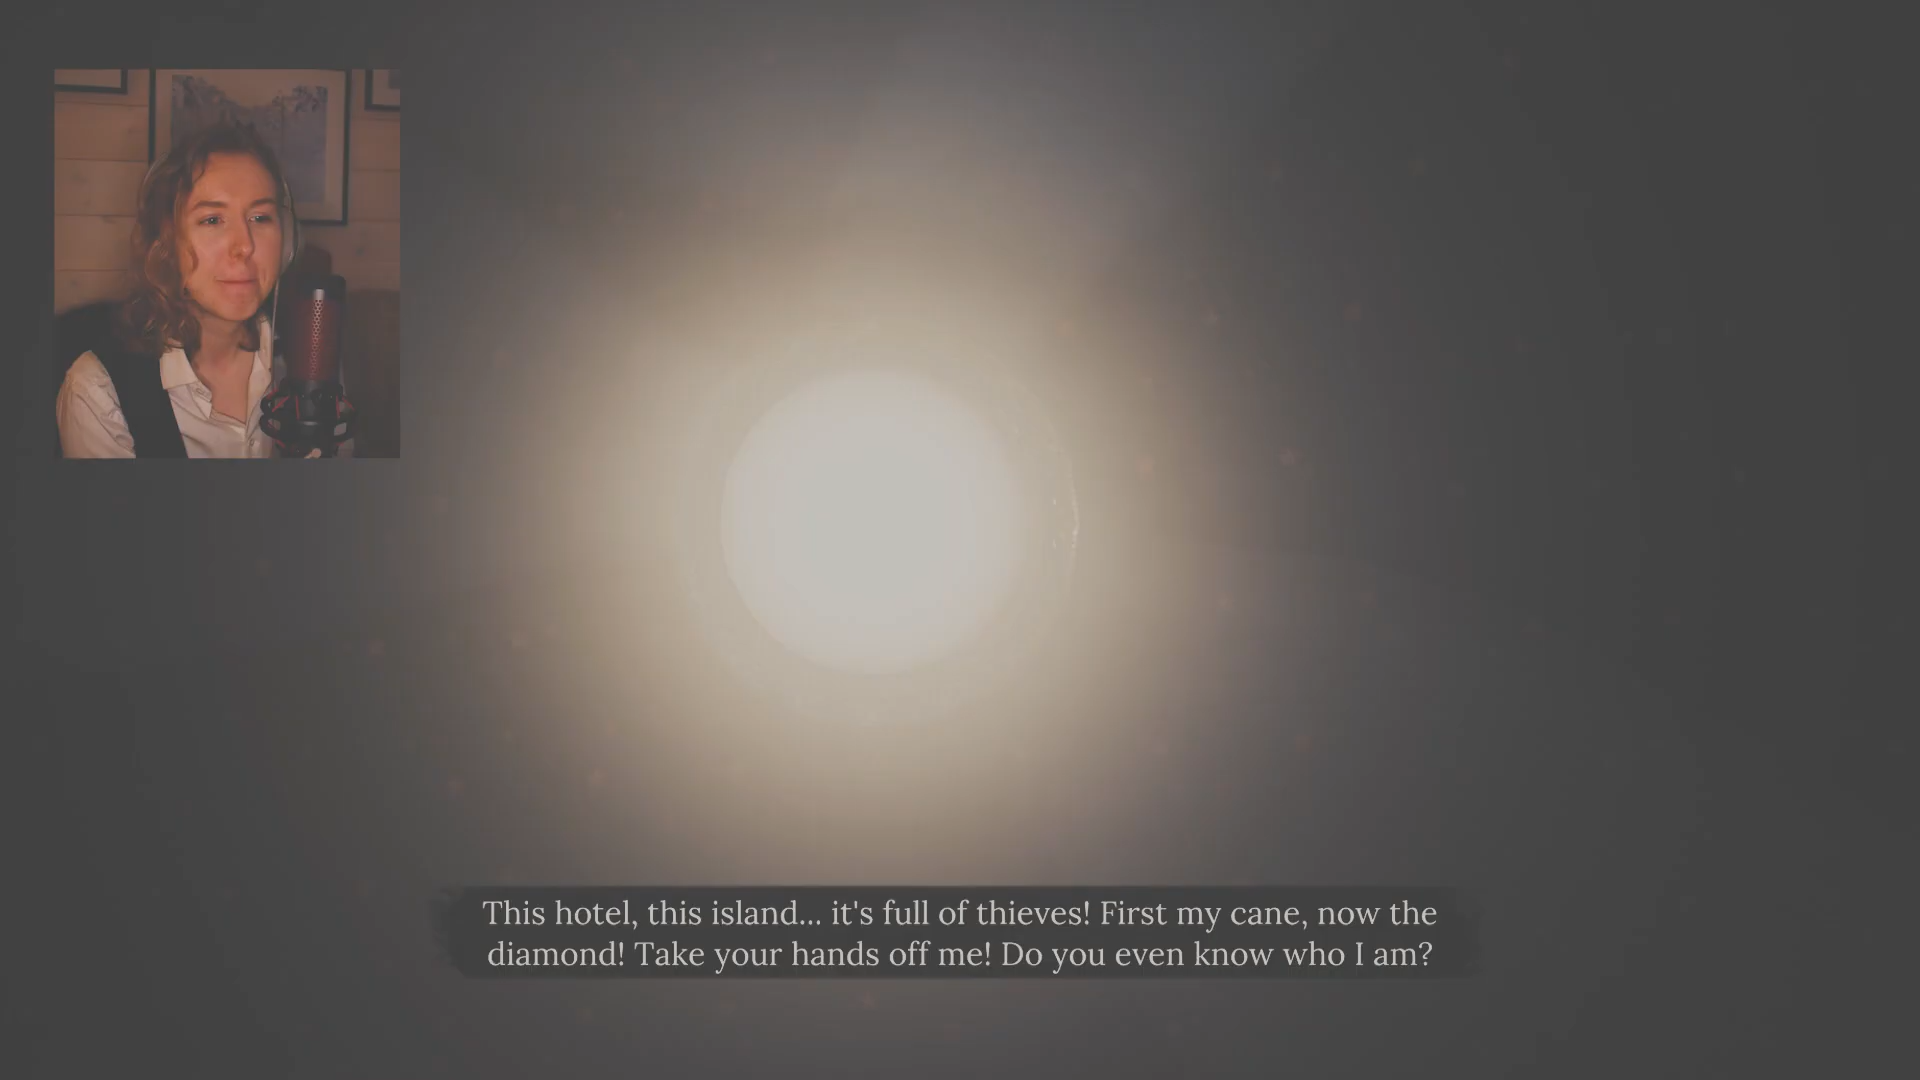 This hotel, this island... it's full of thieves! First my cane, now the
diamond! Take your hands off me! Do you even know who I am?